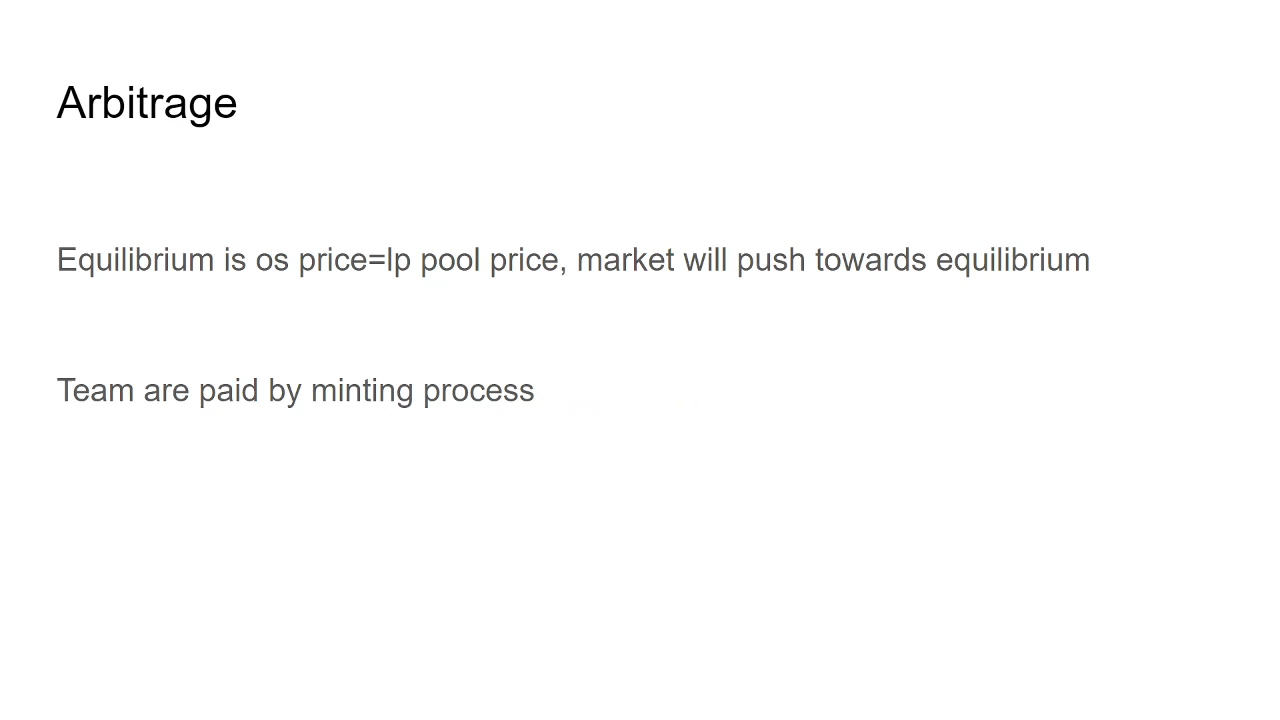 Arbitrage
Equilibrium is os price=lp pool price, market will push towards equilibrium
Team are paid by minting process